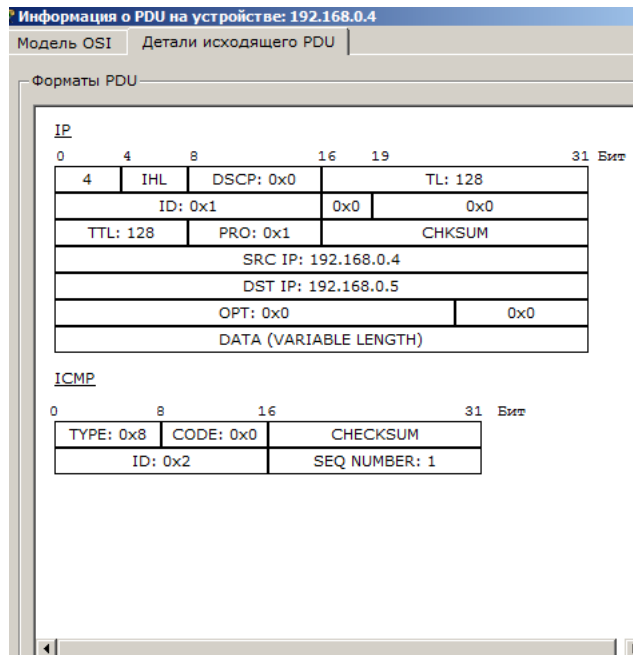 Информация о PDU на устройстве: 192.168.0.4
Модель OSI Детали исходящего PDU
Форматы PDU
IP
0 4 8 16 19 31 Бит
4 IHL DSCP: 0x0 TL: 128
ID: 0x1 0x0 0x0
TTL: 128 PRO: 0x1 CHKSUM
SRC IP: 192.168.0.4
DST IP: 192.168.0.5
OPT: 0x0 0x0
DATA (VARIABLE LENGTH)
ICMP
0 8 16 31 Бит
TYPE: 0x8 CODE: 0x0 CHECKSUM
ID: 0x2 SEQ NUMBER: 1